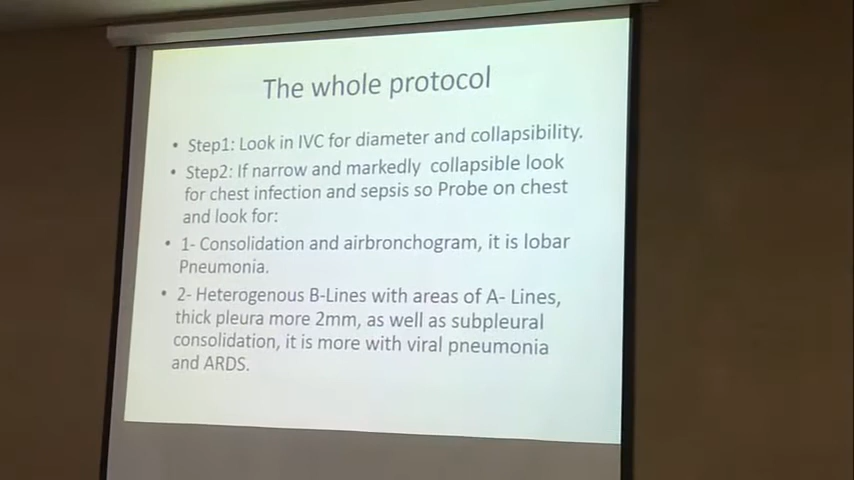 The whole protocol
• Step1: Look in IVC for diameter and collapsibility.
• Step2: If narrow and markedly collapsible look
for chest infection and sepsis so Probe on chest
and look for:
• 1- Consolidation and airbronchogram, it is lobar
Pneumonia.
• 2- Heterogenous B-Lines with areas of A- Lines,
thick pleura more 2mm, as well as subpleural
consolidation, it is more with viral pneumonia
and ARDS.